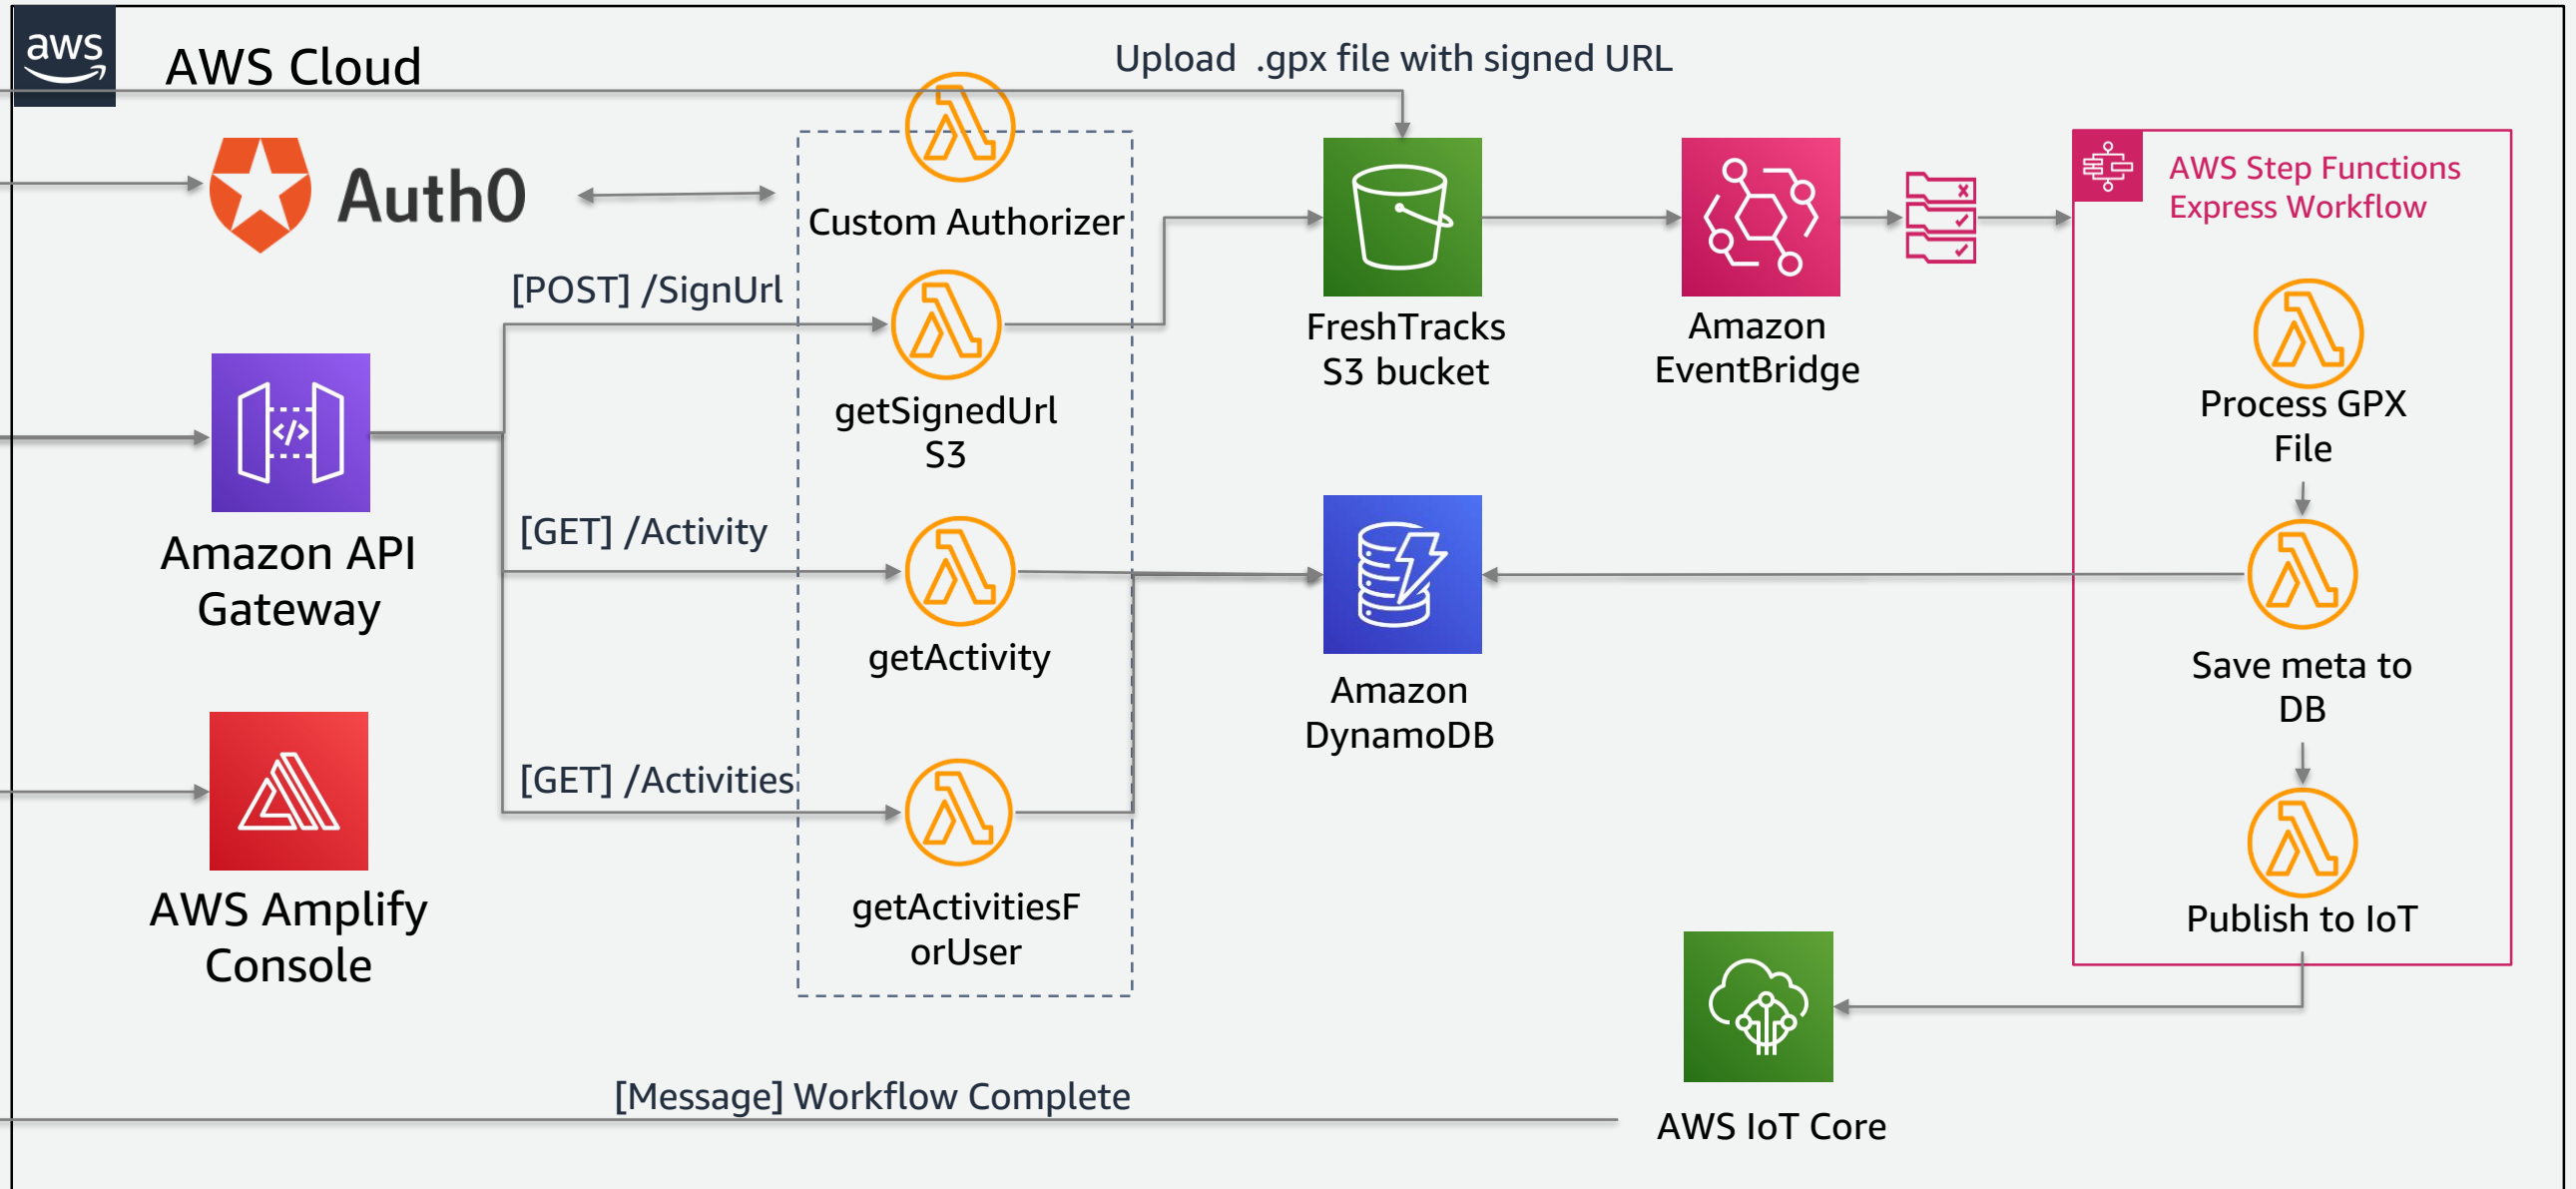 aws
AWS Cloud
Upload .gpx file with signed URL
Auth0
Custom Authorizer
AWS Step Functions
Express Workflow
[POST] /SignUrl
FreshTracks
S3 bucket
Amazon
EventBridge
getSignedUrl
S3
Process GPX
File
Amazon API
Gateway
[GET] /Activity
getActivity
Amazon
DynamoDB
Save meta to
DB
[GET] /Activities
AWS Amplify
Console
getActivitiesF
orUser
Publish to IoT
[Message] Workflow Complete
AWS IoT Core